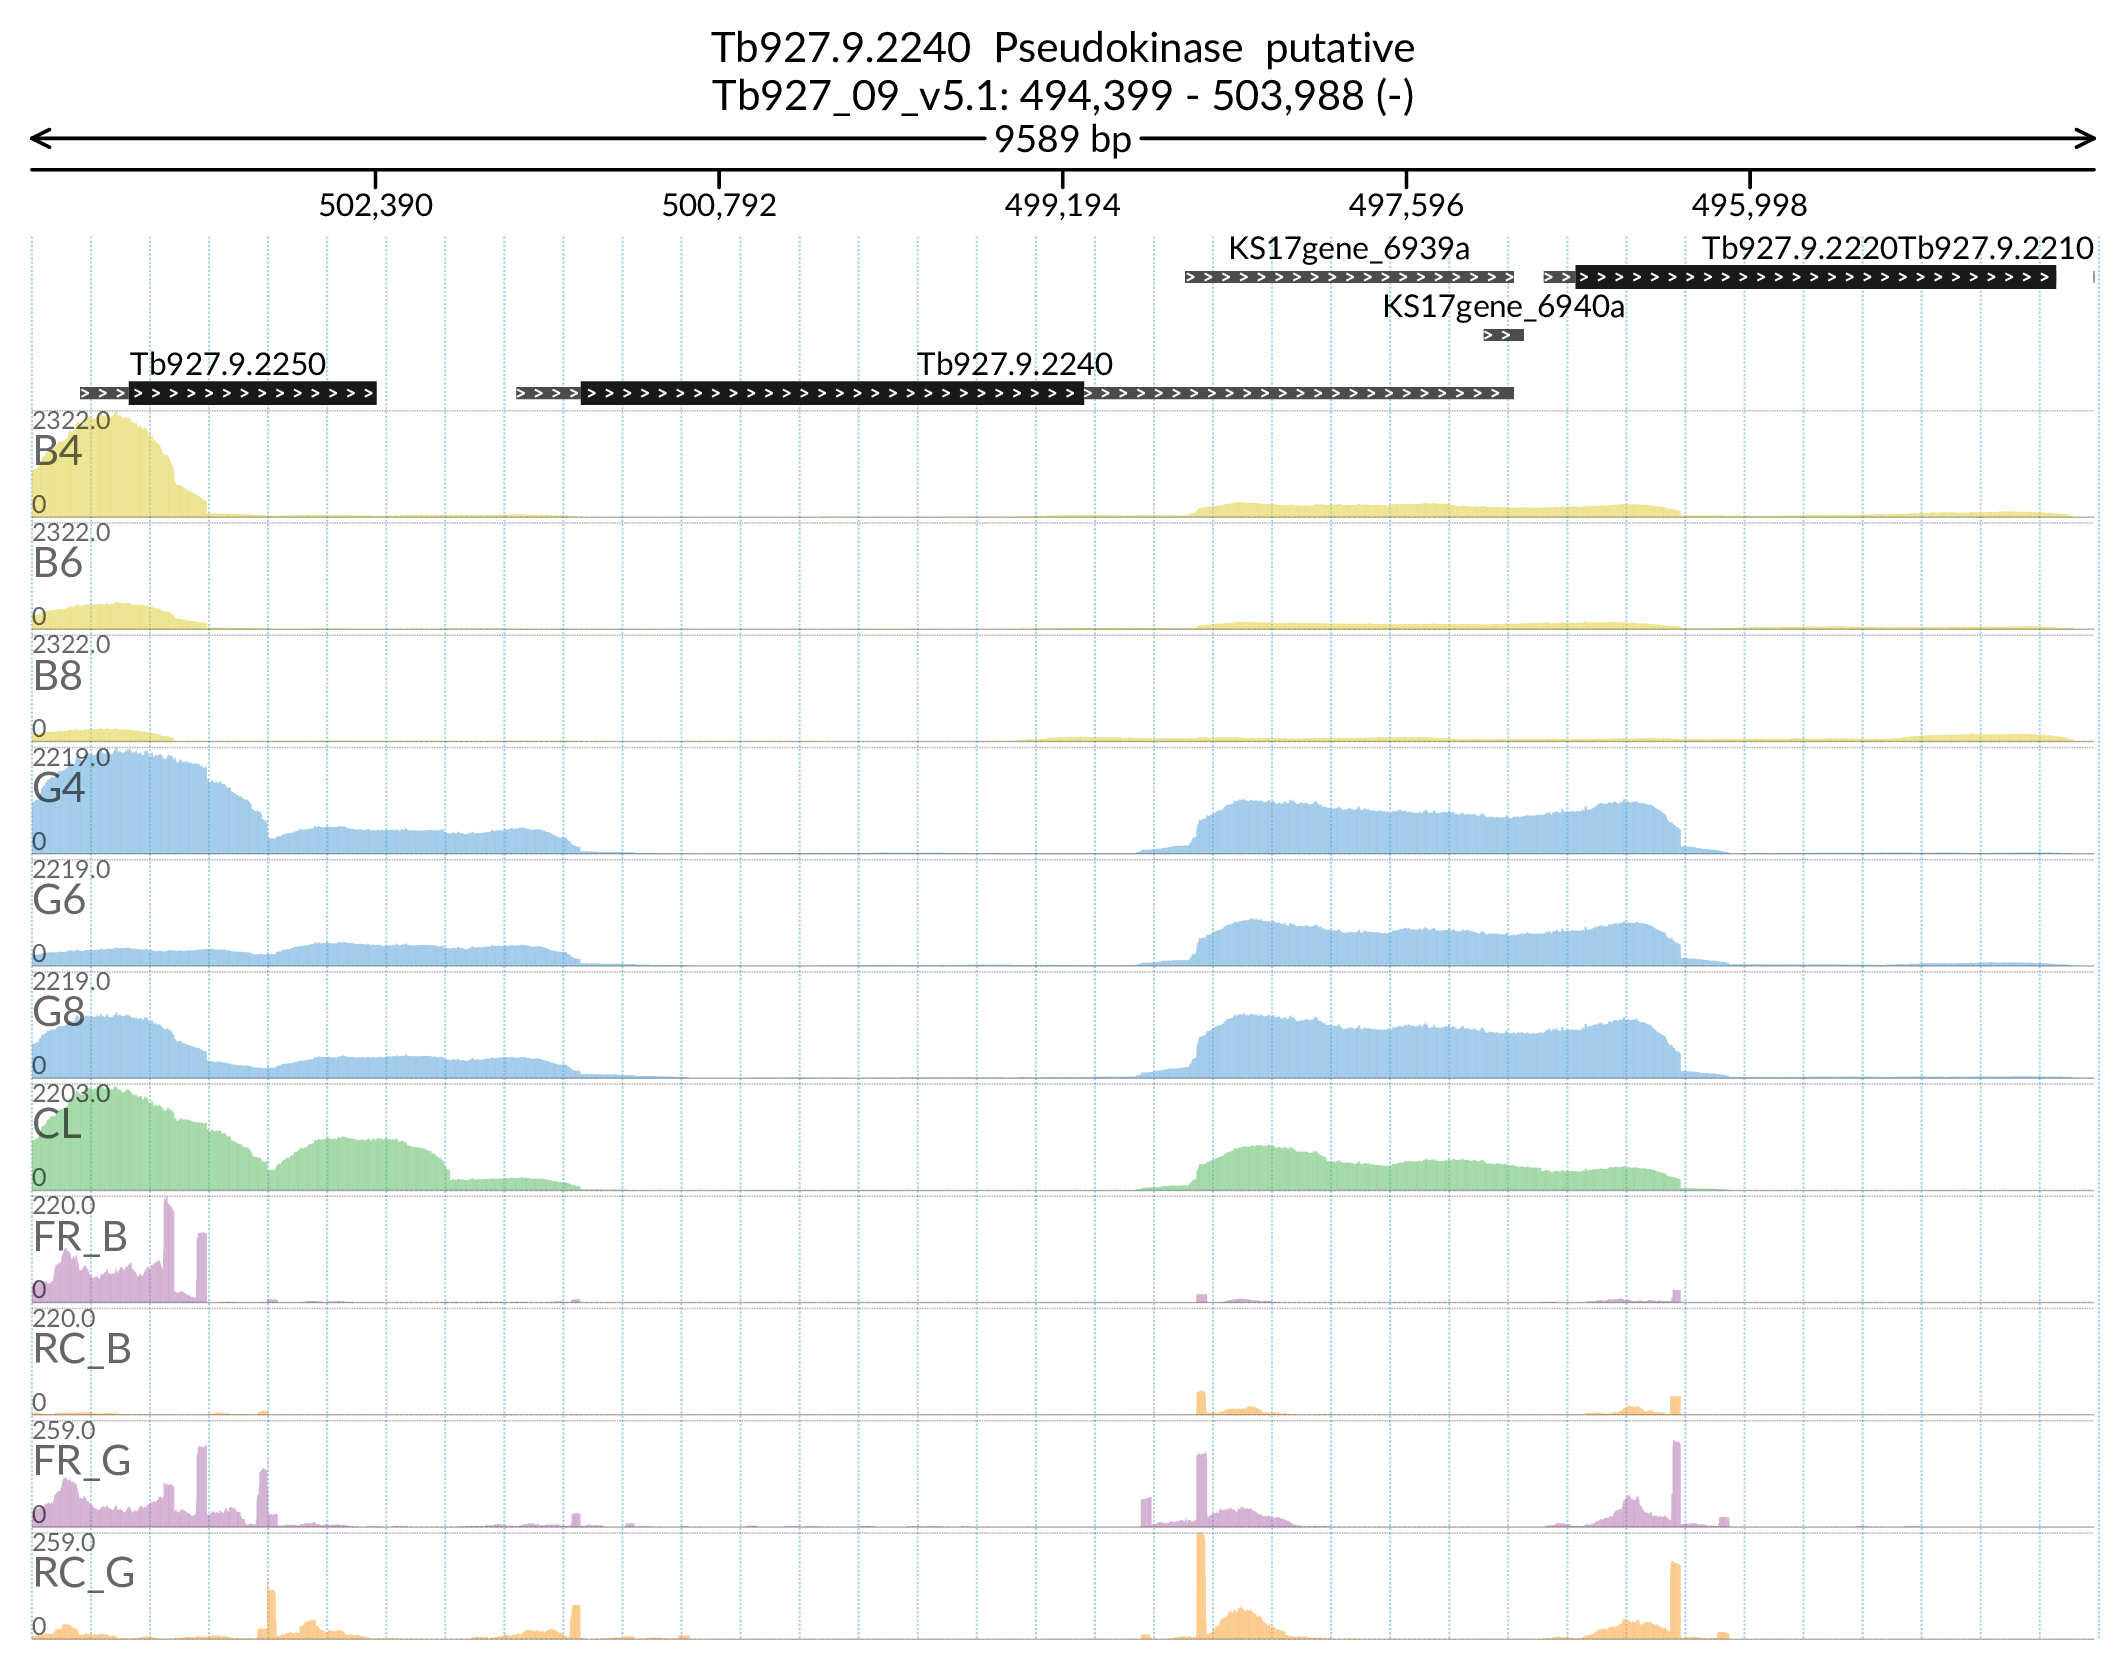 Tb927.9.2240 Pseudokinase putative
Tb927_09_v5.1: 494,399 - 503,988 (-)
9589 bp
502,390 500,792 499,194 497,596 495,998
KS17gene_6939a Tb927.9.2220Tb927.9.2210
KS17gene_6940a
Tb927.9.2250 Tb927.9.2240
2322.0
B4
0
2322.0
B6
0
2322.0
B8
0
2219.0
G4
0
2219.0
G6
0
2219.0
G8
0
2203.0
CL
0
220.0
FR_B
0
220.0
RC_B
0
259.0
FR_G
0
259.0
RC_G
0